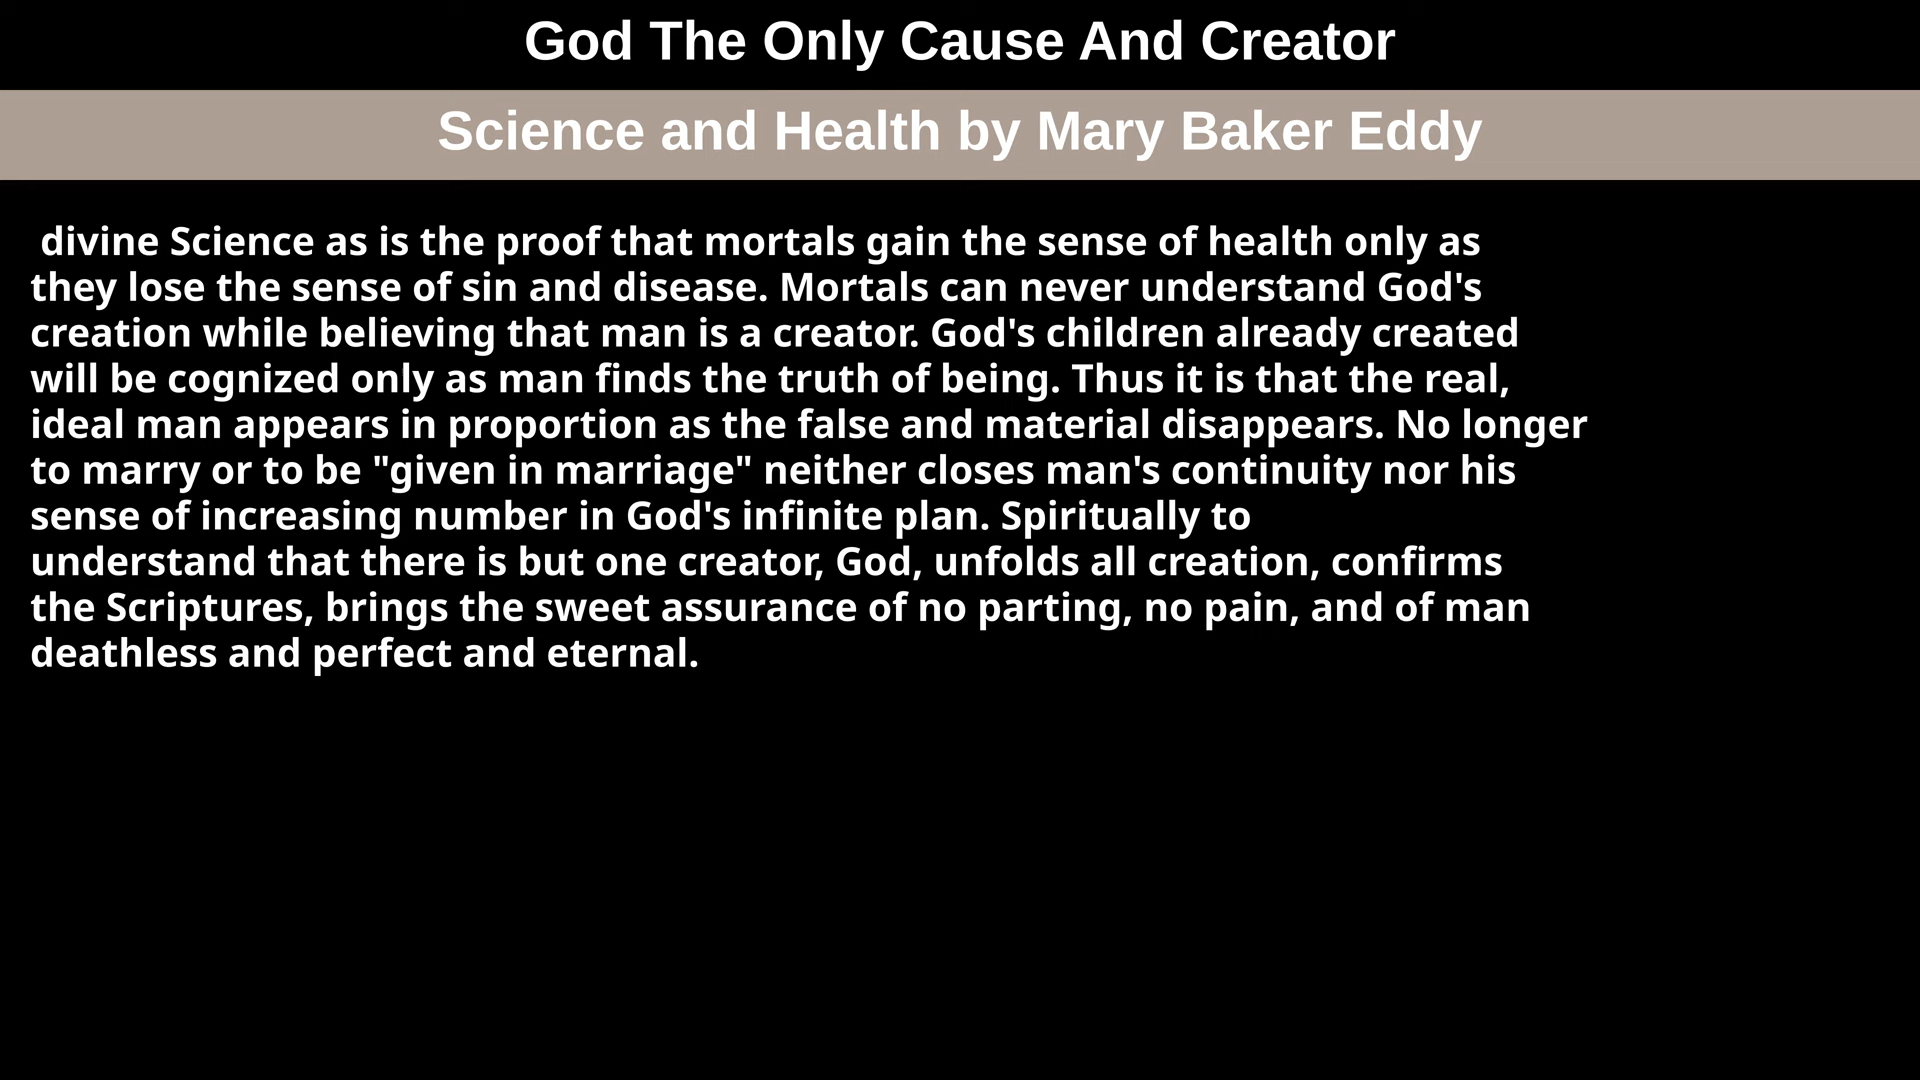 God The Only Cause And Creator
Science and Health by Mary Baker Eddy
divine Science as is the proof that mortals gain the sense of health only as
they lose the sense of sin and disease. Mortals can never understand God's
creation while believing that man is a creator. God's children already created
will be cognized only as man finds the truth of being. Thus it is that the real,
ideal man appears in proportion as the false and material disappears. No longer
to marry or to be "given in marriage" neither closes man's continuity nor his
sense of increasing number in God's infinite plan. Spiritually to
understand that there is but one creator, God, unfolds all creation, confirms
the Scriptures, brings the sweet assurance of no parting, no pain, and of man
deathless and perfect and eternal.